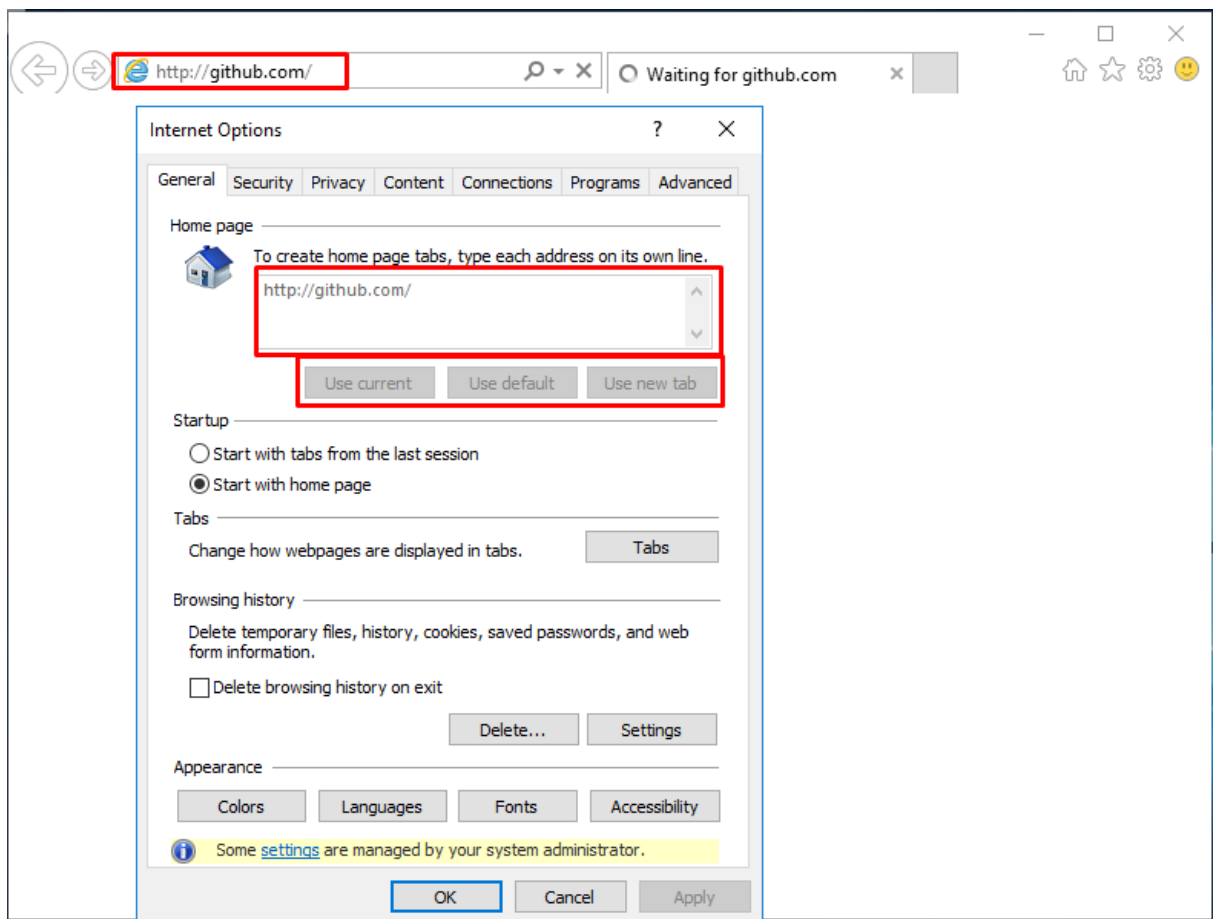 http://github.com/
Waiting for github.com
Internet Options
?
General Security Privacy Content Connections Programs Advanced
Home page
To create home page tabs, type each address on its own line.
http://github.com/
Use current Use default Use new tab
Startup
Start with tabs from the last session
Start with home page
Tabs
Change how webpages are displayed in tabs.
Tabs
Browsing history
Delete temporary files, history, cookies, saved passwords, and web
form information.
Delete browsing history on exit
Delete... Settings
Appearance
Colors Languages Fonts Accessibility
Some settings are managed by your system administrator.
OK Cancel Apply